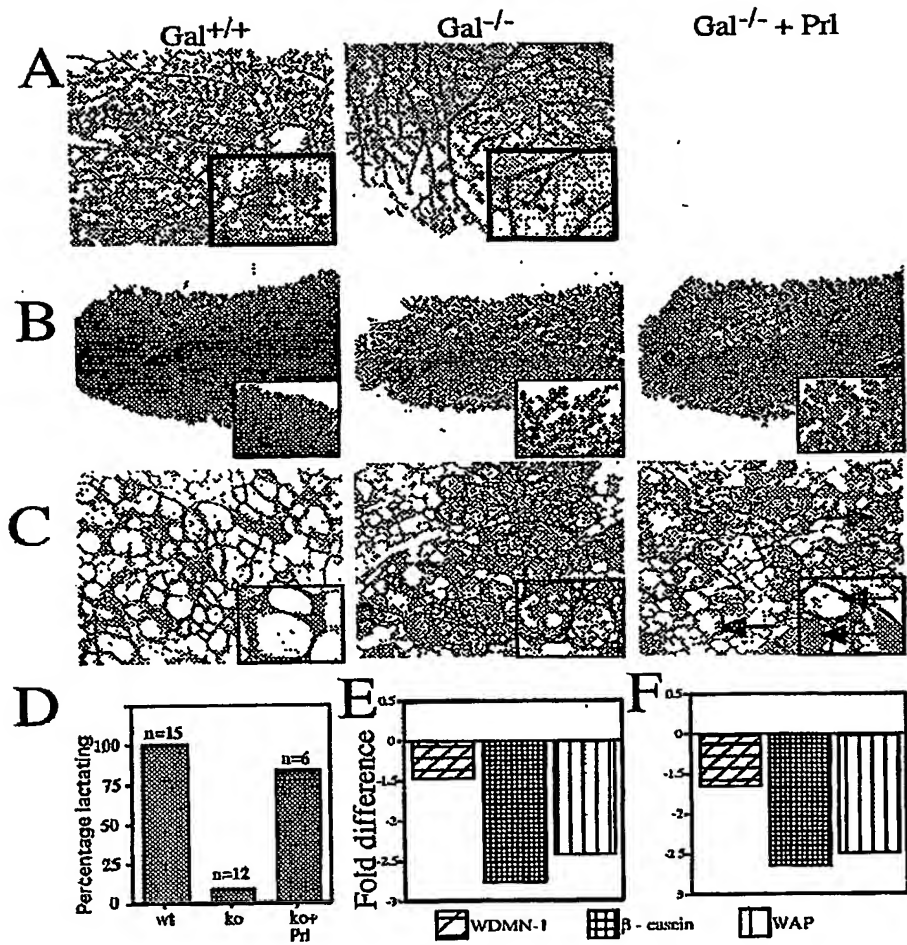 Gal+/+ Gal-/- Gal-/- + Prl
A
B
C
D E F
Percentage lactating
100
75
50
25
0
n=15
n=12
n=6
wt ko ko+
Prl
Fold difference
0.5
0
-1.5
-2
-2.5
-3
0.5
0
-1.5
-2
-2.5
-3
WDMN-1 β - casein WAP